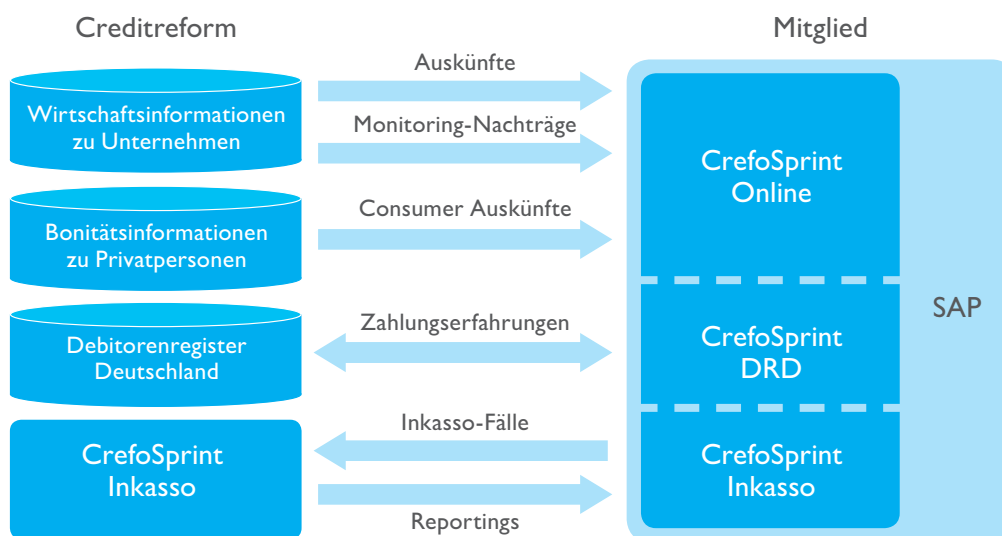 Creditreform
Mitglied
Wirtschaftsinformationen
zu Unternehmen
Auskünfte
Monitoring-Nachträge
CrefoSprint
Online
Bonitätsinformationen
zu Privatpersonen
Consumer Auskünfte
SAP
Debitorenregister
Deutschland
Zahlungserfahrungen
CrefoSprint
DRD
CrefoSprint
Inkasso
Inkasso-Fälle
Reportings
CrefoSprint
Inkasso